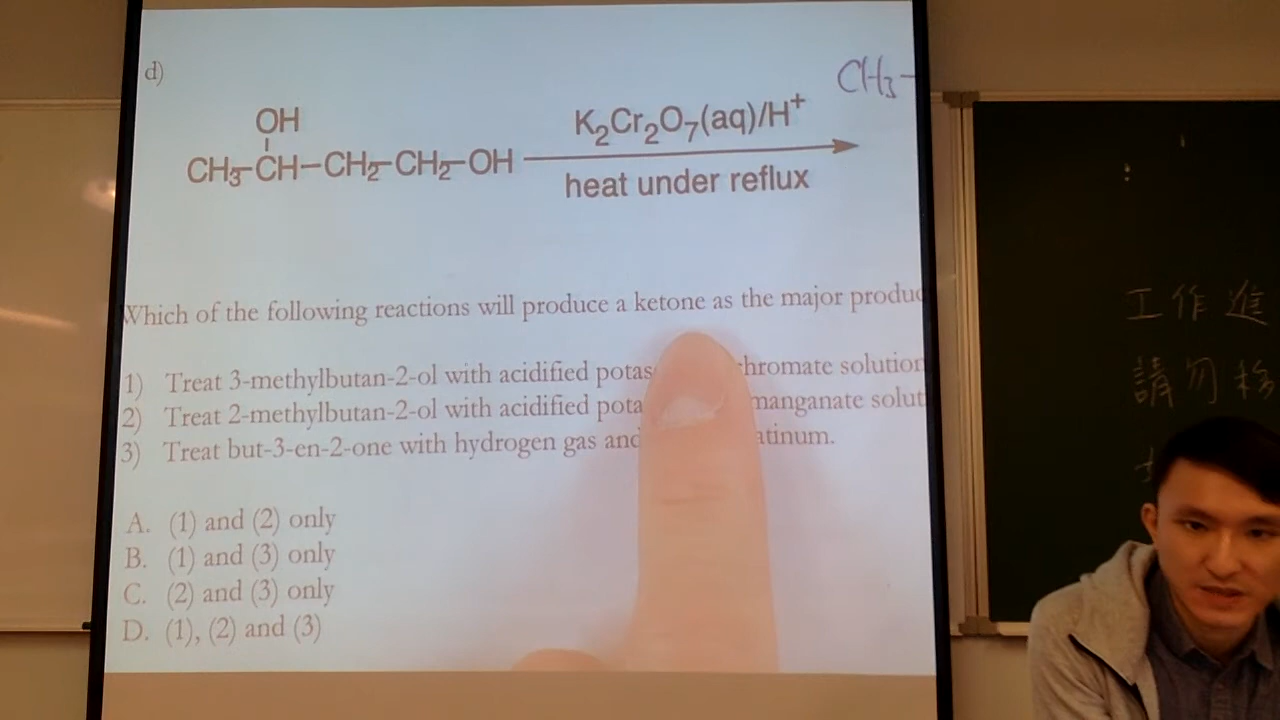 d)
CH3-
OH
K2Cr2O7(aq)/H+
CH3-CH-CH2-CH2-OH
heat under reflux
Which of the following reactions will produce a ketone as the major
1) Treat 3-methylbutan-2-ol with acidified solution
2) Treat 2-methylbutan-2-ol with acidified
3) Treat but-3-en-2-one with hydrogen gas and
A. (1) and (2) only
B. (1) and (3) only
C. (2) and (3) only
D. (1), (2) and (3)
工作進
請勿